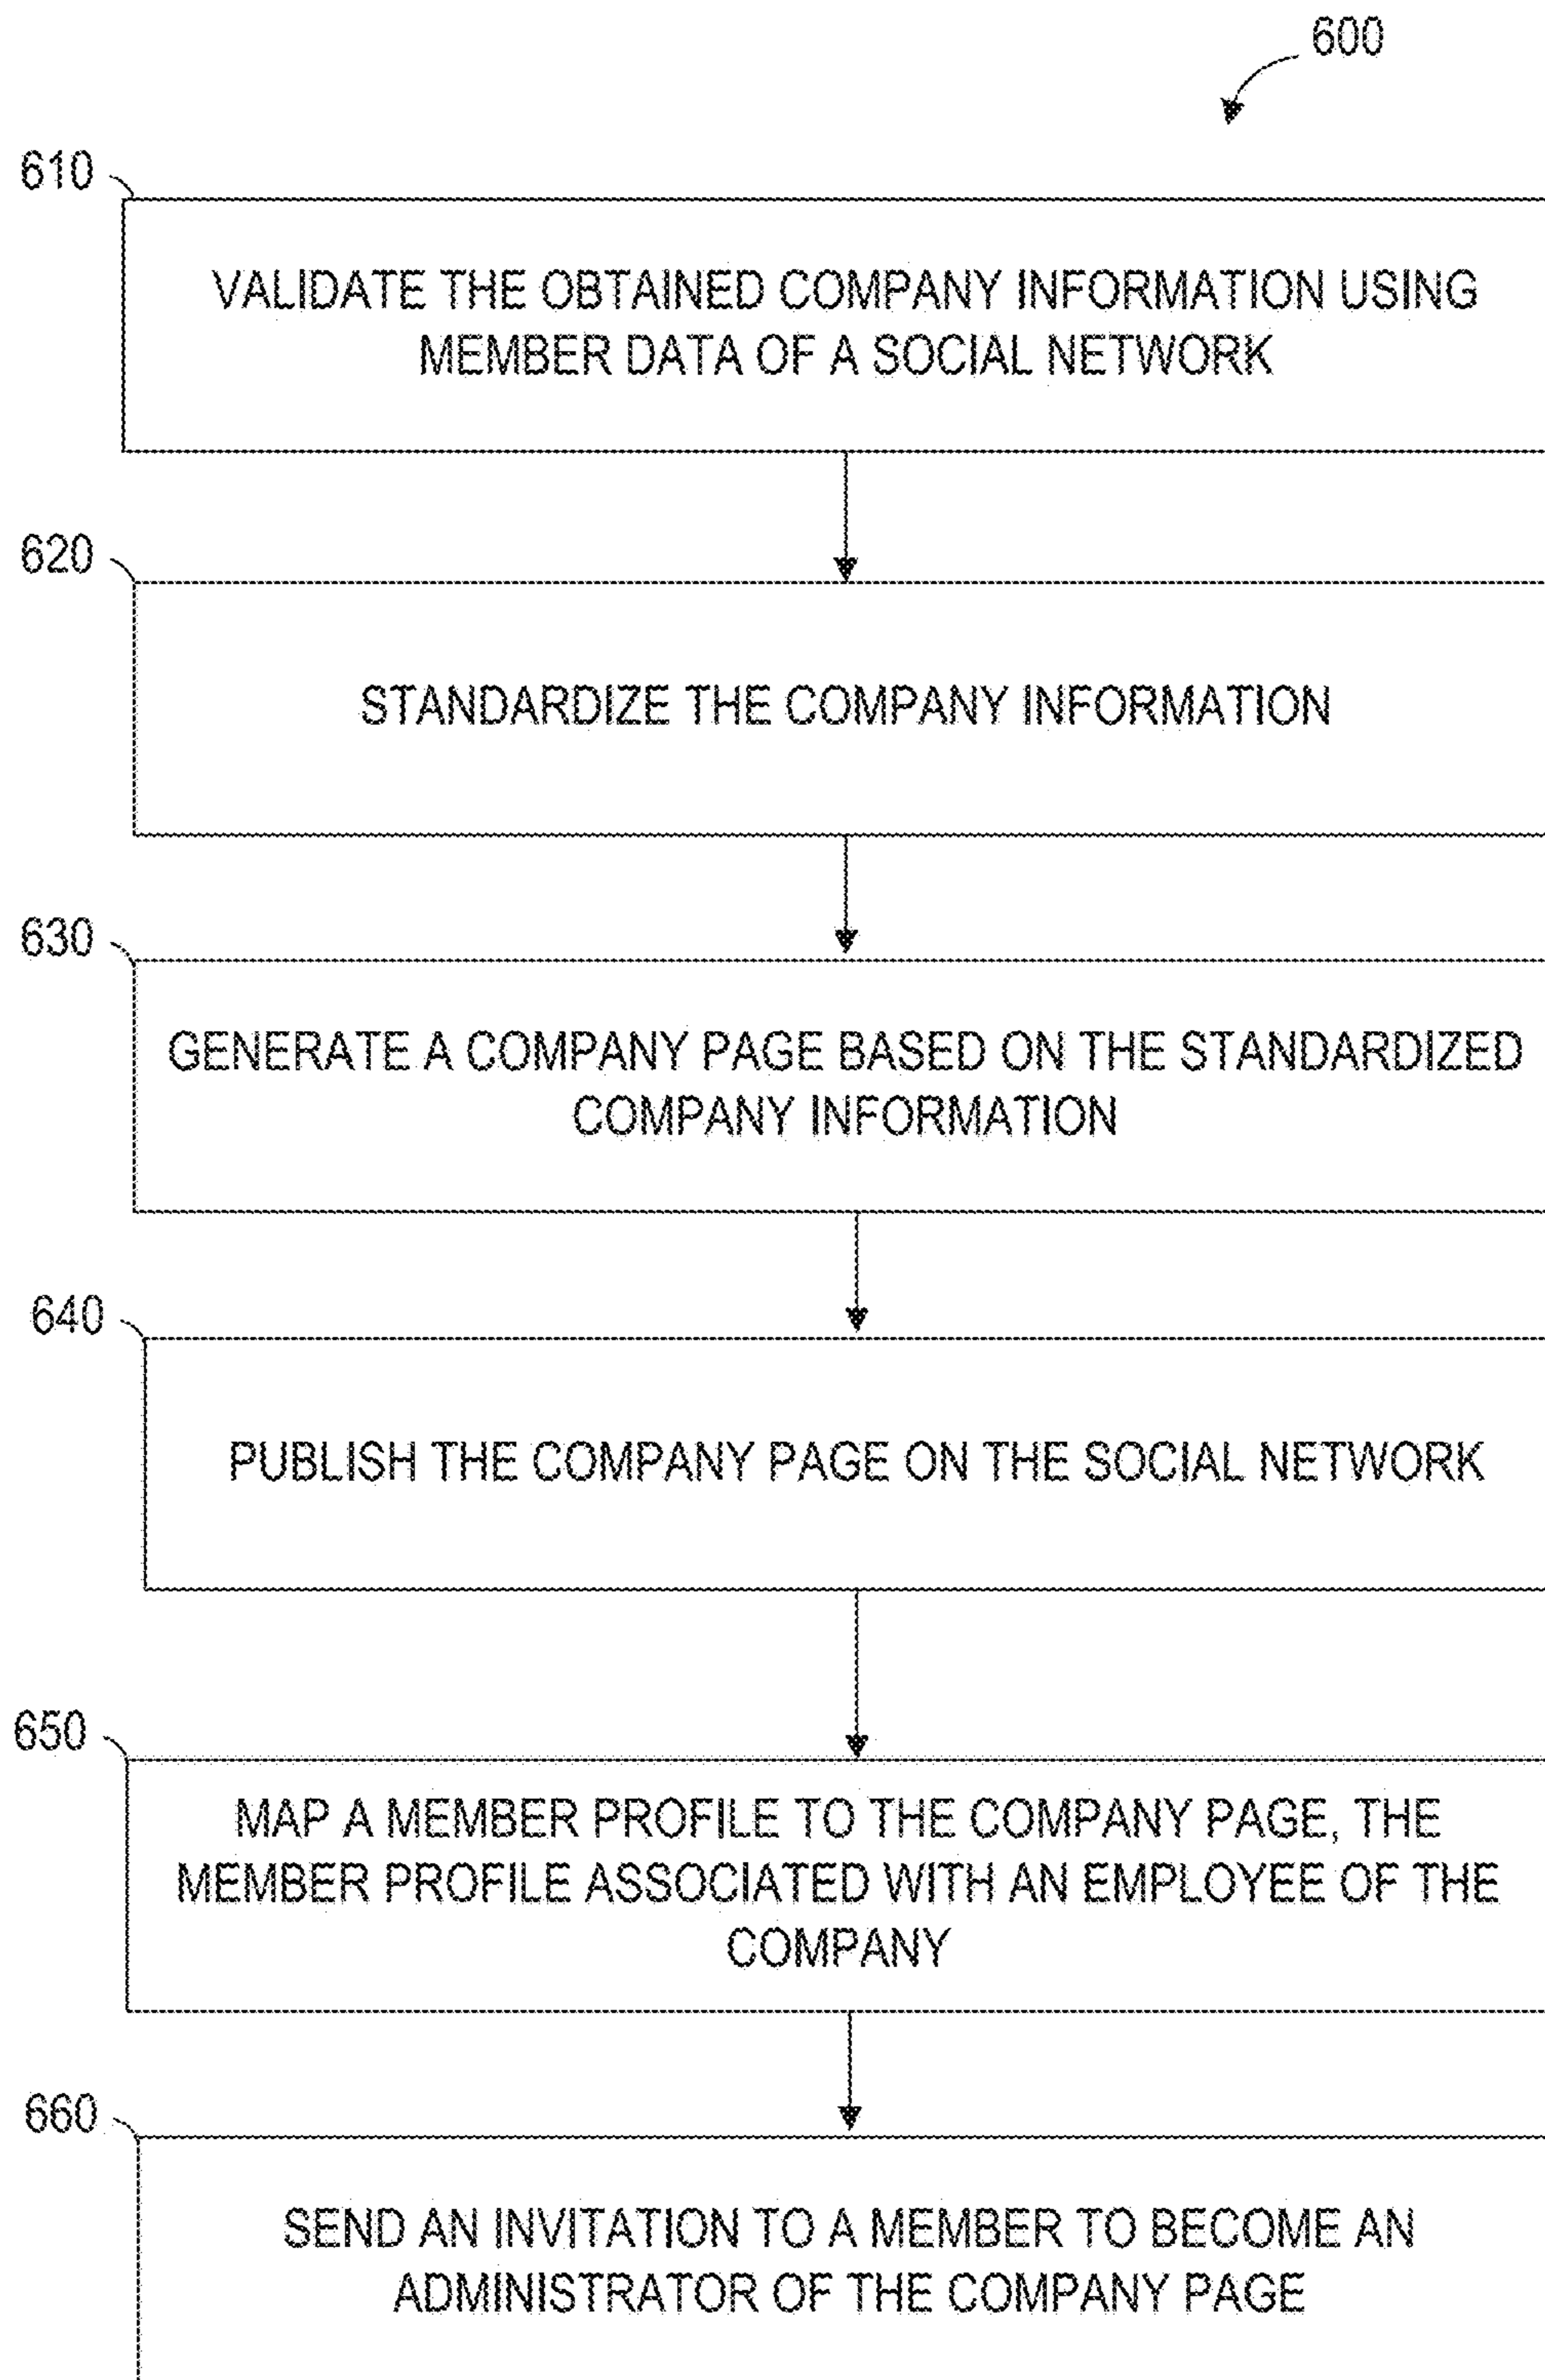 600
610
VALIDATE THE OBTAINED COMPANY INFORMATION USING
MEMBER DATA OF A SOCIAL NETWORK
620
STANDARDIZE THE COMPANY INFORMATION
630
GENERATE A COMPANY PAGE BASED ON THE STANDARDIZED
COMPANY INFORMATION
640
PUBLISH THE COMPANY PAGE ON THE SOCIAL NETWORK
650
MAP A MEMBER PROFILE TO THE COMPANY PAGE, THE
MEMBER PROFILE ASSOCIATED WITH AN EMPLOYEE OF THE
COMPANY
660
SEND AN INVITATION TO A MEMBER TO BECOME AN
ADMINISTRATOR OF THE COMPANY PAGE